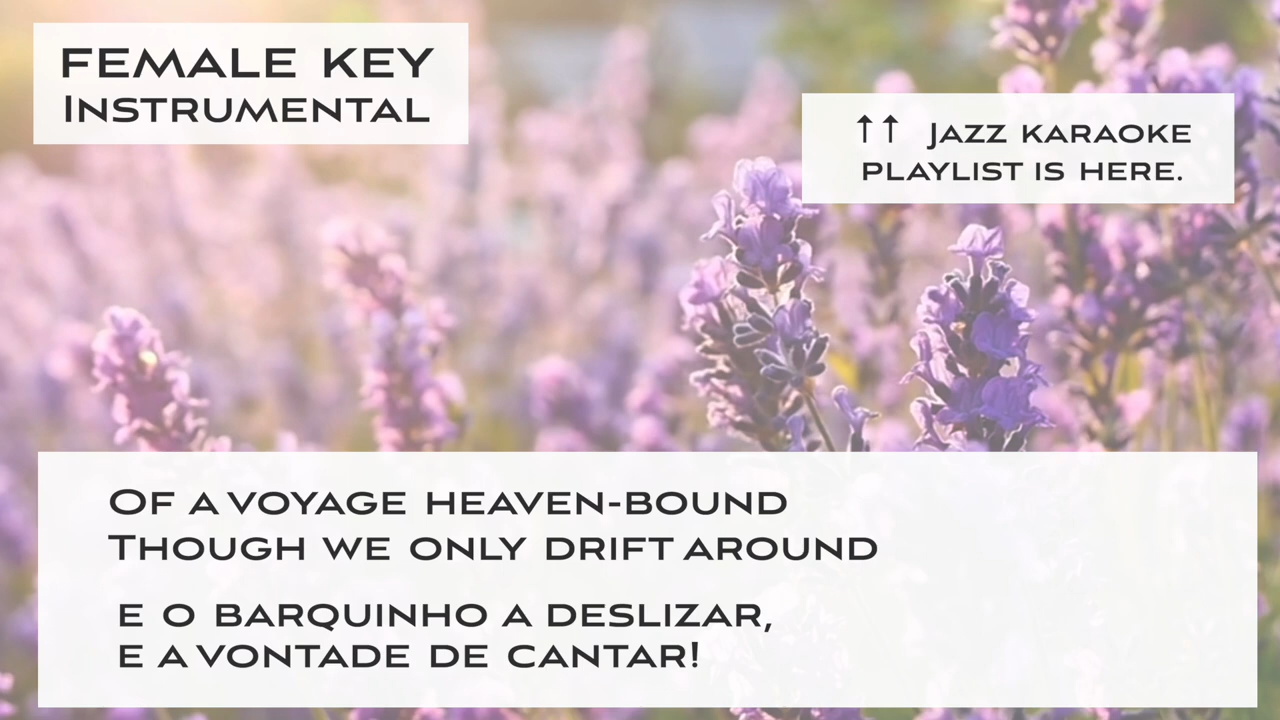 FEMALE KEY
INSTRUMENTAL
↑↑ JAZZ KARAOKE
PLAYLIST IS HERE.
OF A VOYAGE HEAVEN-BOUND
THOUGH WE ONLY DRIFT AROUND
E O BARQUINHO A DESLIZAR,
E A VONTADE DE CANTAR!